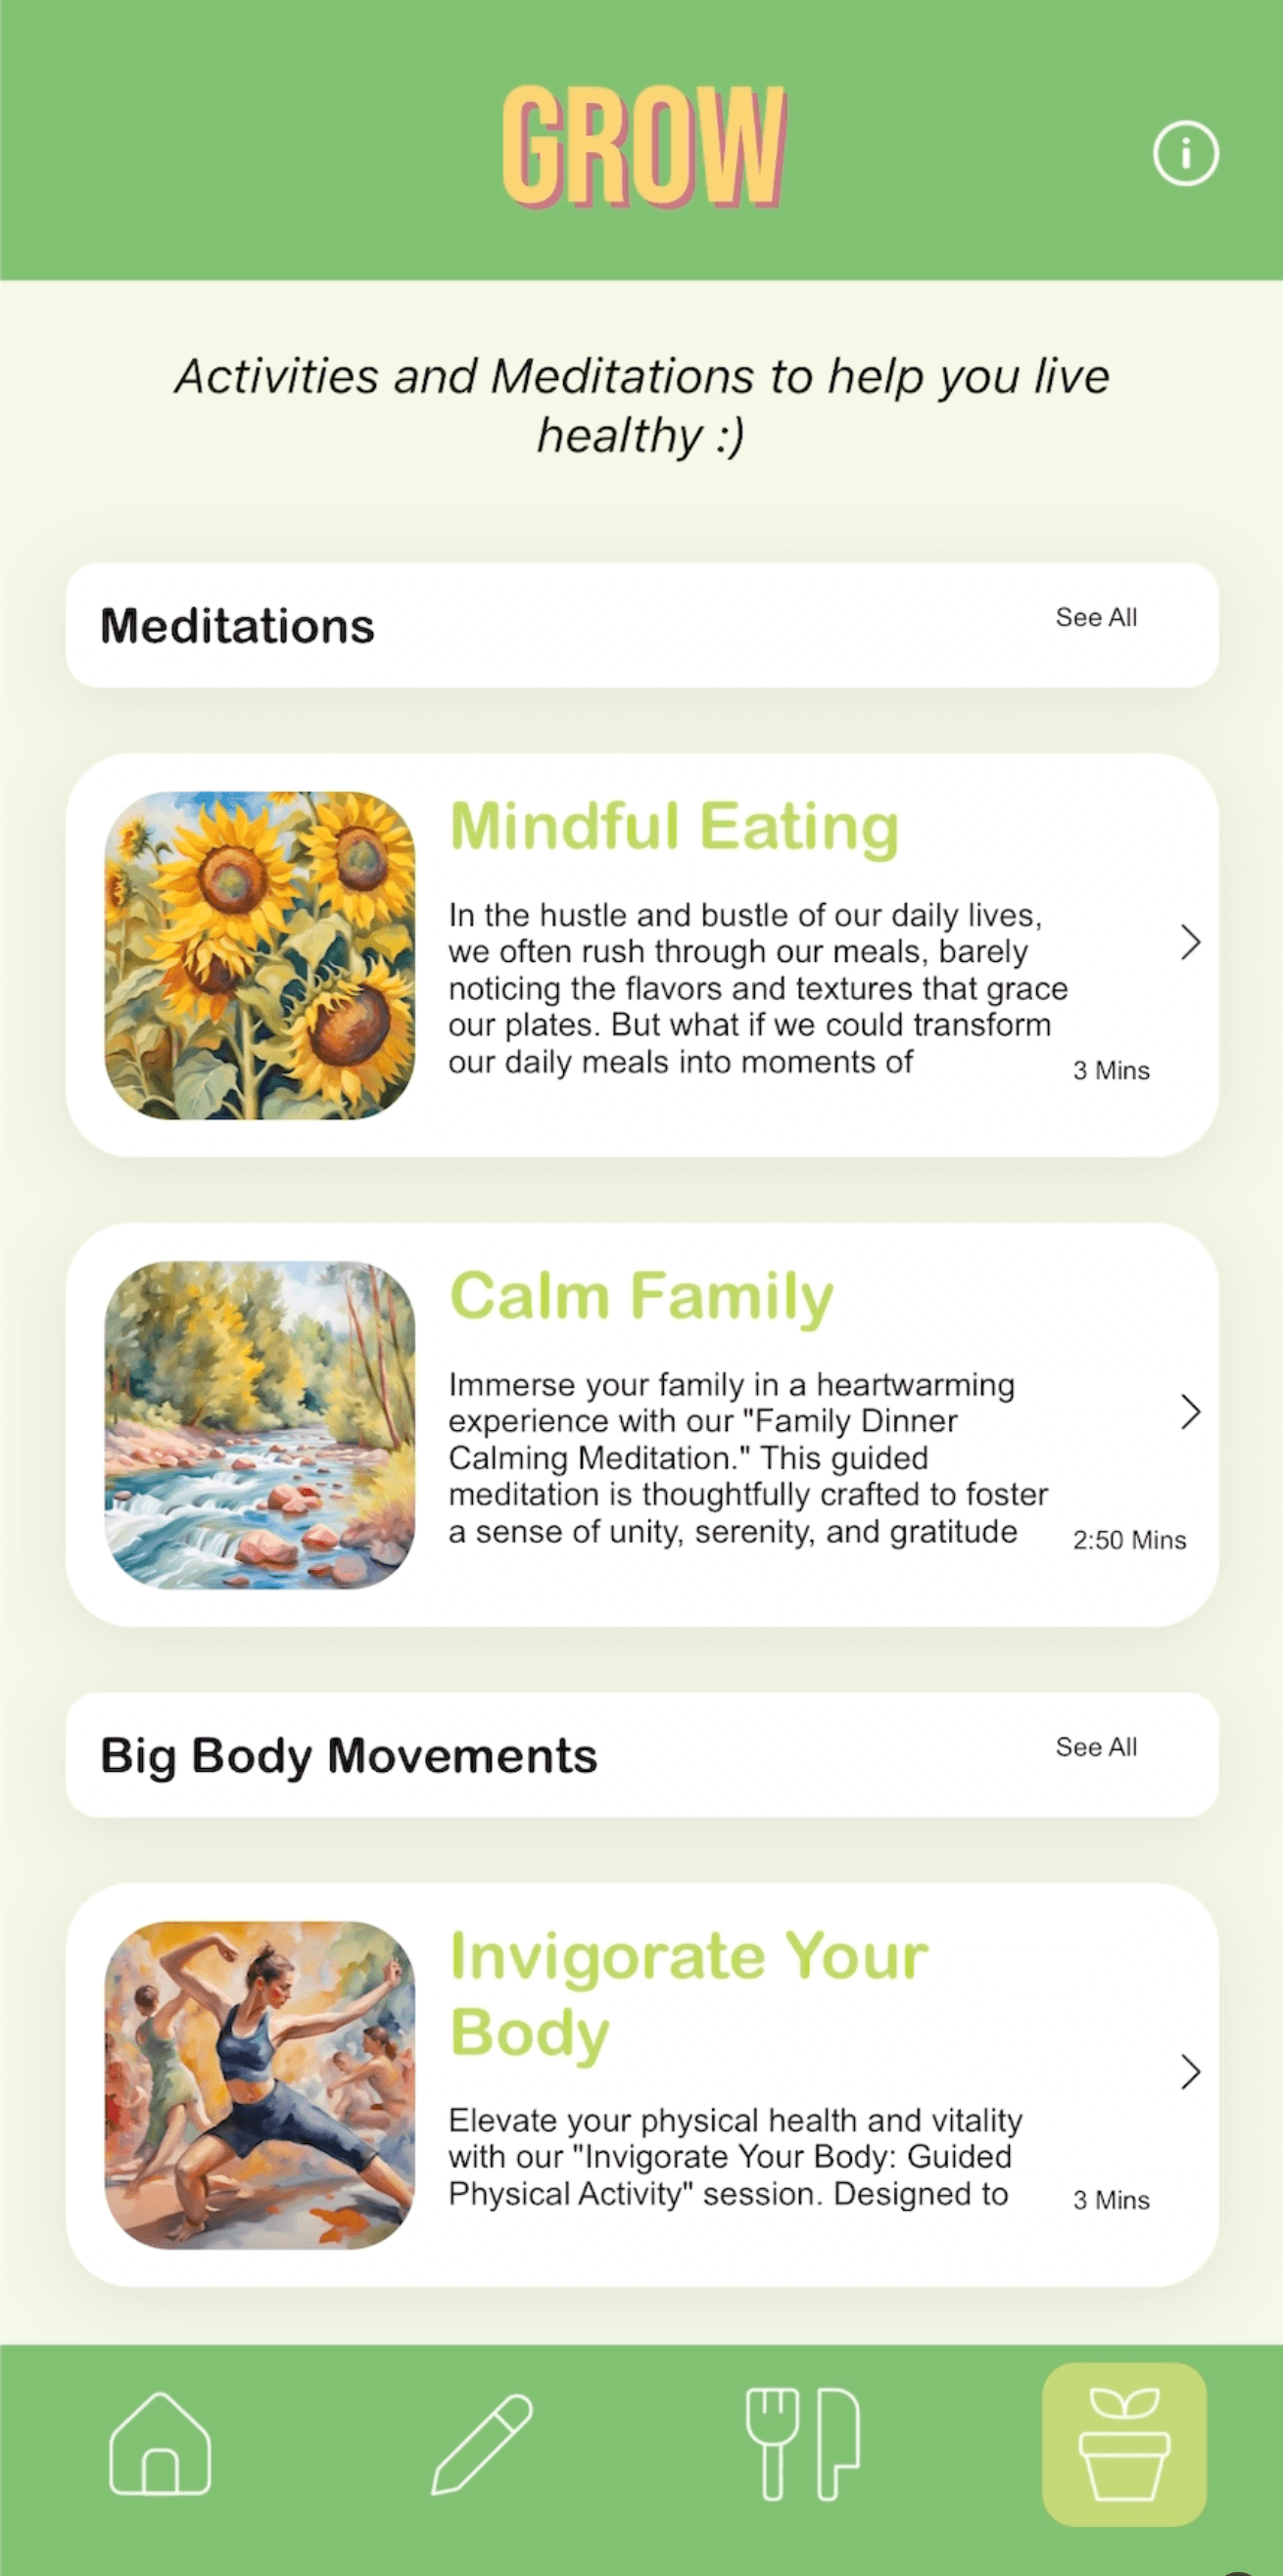 GROW
Activities and Meditations to help you live
healthy :)
Meditations
See All
Mindful Eating
In the hustle and bustle of our daily lives,
we often rush through our meals, barely
noticing the flavors and textures that grace
our plates. But what if we could transform
our daily meals into moments of
3 Mins
Calm Family
Immerse your family in a heartwarming
experience with our "Family Dinner
Calming Meditation." This guided
meditation is thoughtfully crafted to foster
a sense of unity, serenity, and gratitude
2:50 Mins
Big Body Movements
See All
Invigorate Your
Body
Elevate your physical health and vitality
with our "Invigorate Your Body: Guided
Physical Activity" session. Designed to
3 Mins